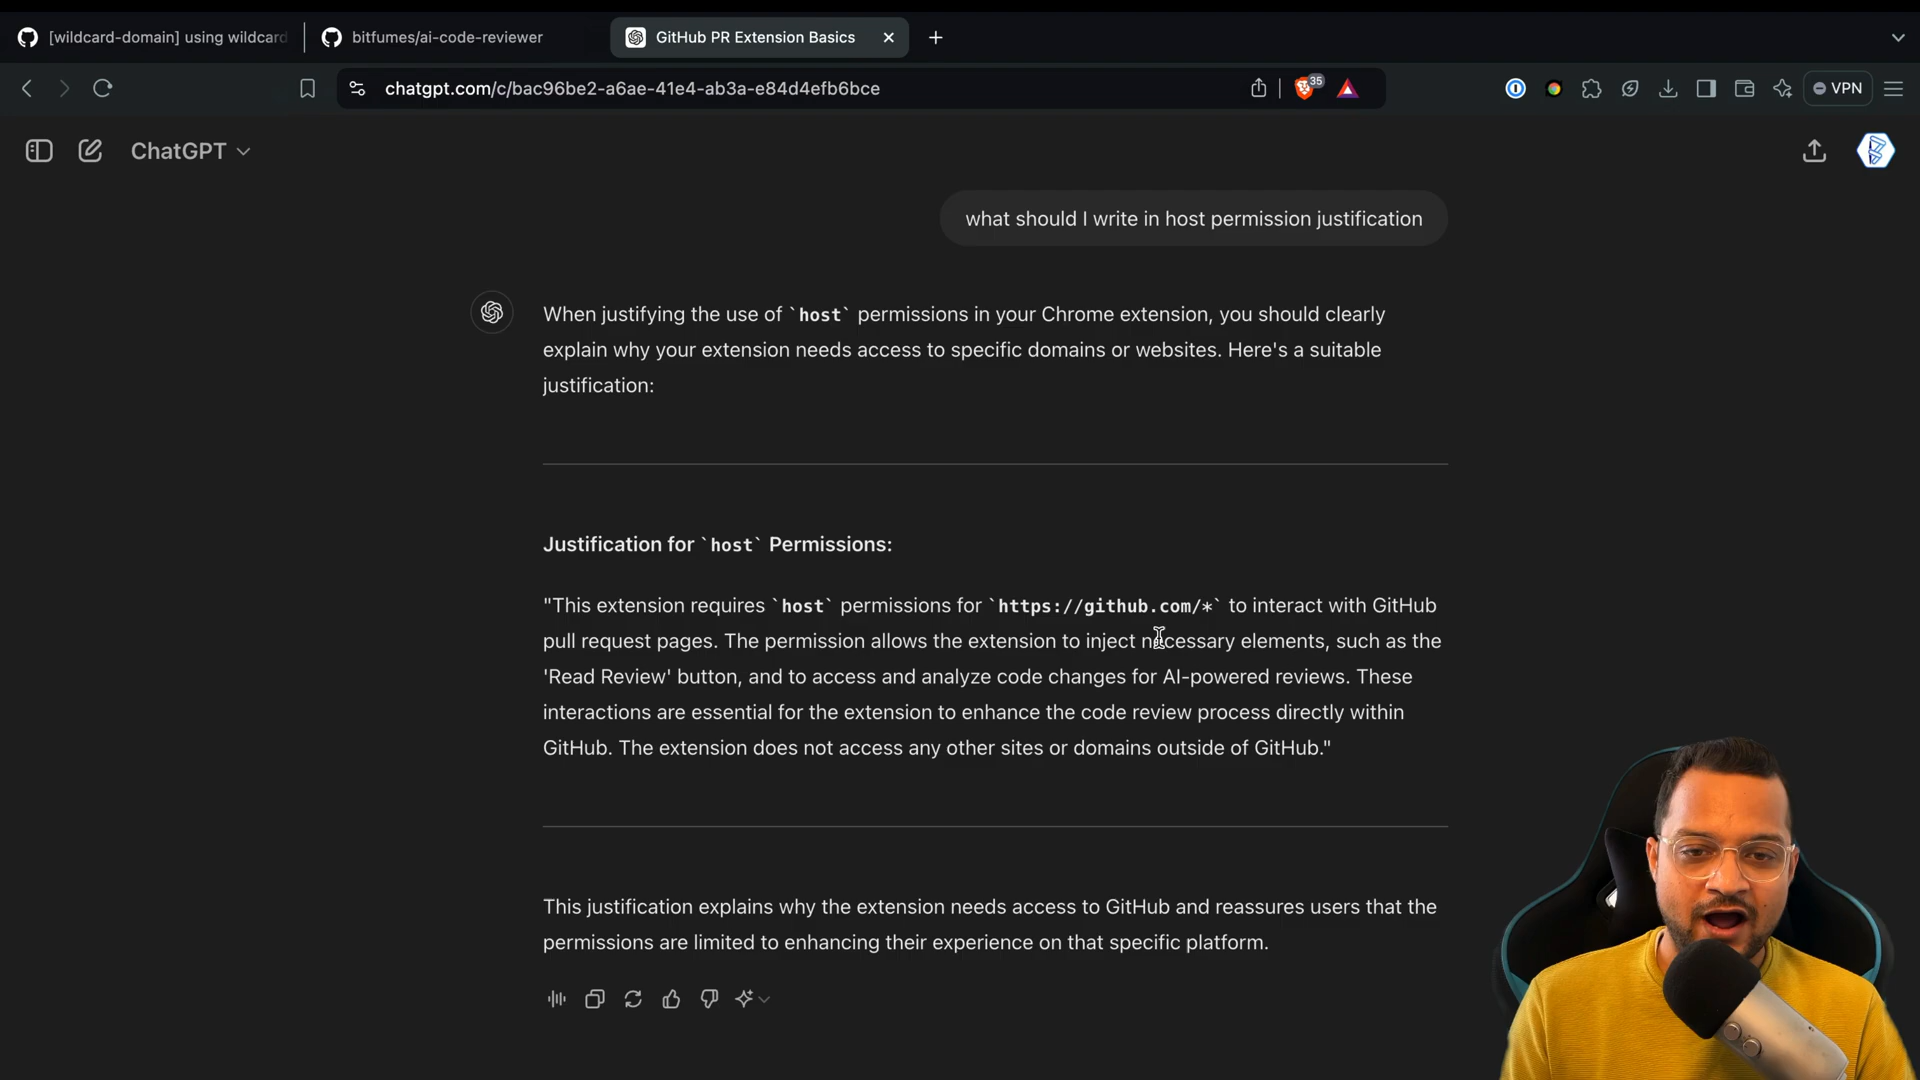 [wildcard-domain] using wildcard
bitfumes/ai-code-reviewer
GitHub PR Extension Basics
chatgpt.com/c/bac96be2-a6ae-41e4-ab3a-e84d4efb6bce
35
VPN
ChatGPT
what should I write in host permission justification
When justifying the use of `host` permissions in your Chrome extension, you should clearly
explain why your extension needs access to specific domains or websites. Here's a suitable
justification:
Justification for `host` Permissions:
"This extension requires `host` permissions for `https://github.com/*` to interact with GitHub
pull request pages. The permission allows the extension to inject necessary elements, such as the
'Read Review' button, and to access and analyze code changes for AI-powered reviews. These
interactions are essential for the extension to enhance the code review process directly within
GitHub. The extension does not access any other sites or domains outside of GitHub."
This justification explains why the extension needs access to GitHub and reassures users that the
permissions are limited to enhancing their experience on that specific platform.